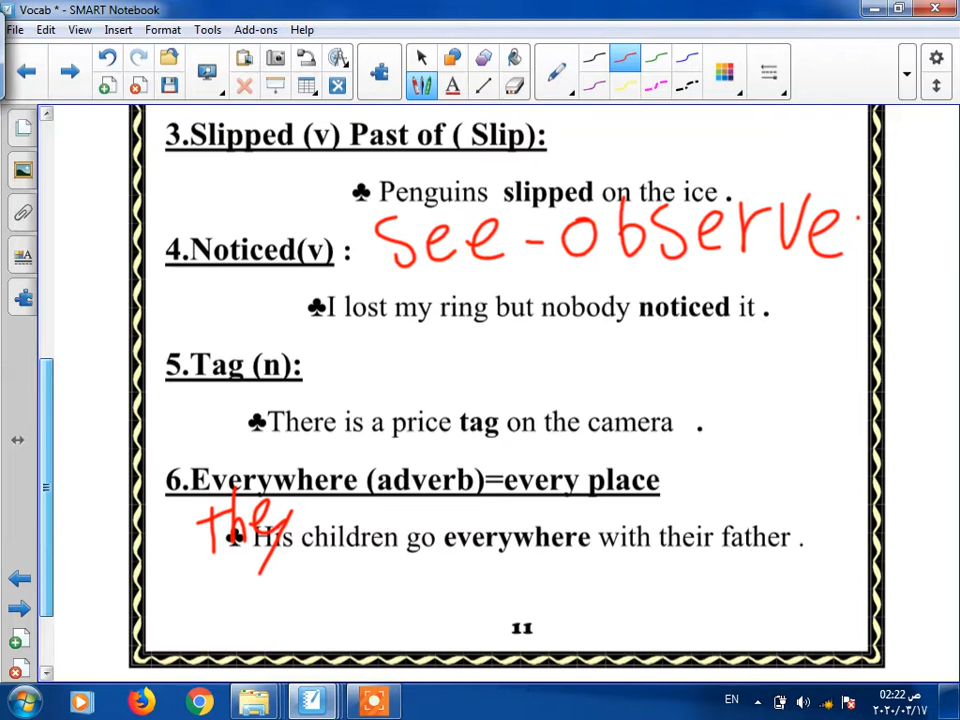 Vocab * - SMART Notebook
File Edit View Insert Format Tools Add-ons Help
3.Slipped (v) Past of ( Slip):
♣ Penguins slipped on the ice .
see - observe
4.Noticed(v) :
♣I lost my ring but nobody noticed it .
5.Tag (n):
♣There is a price tag on the camera .
6.Everywhere (adverb)=every place
they
♣ His children go everywhere with their father .
11
EN
02:22 ص
٢٠٢٠/٠٣/١٧